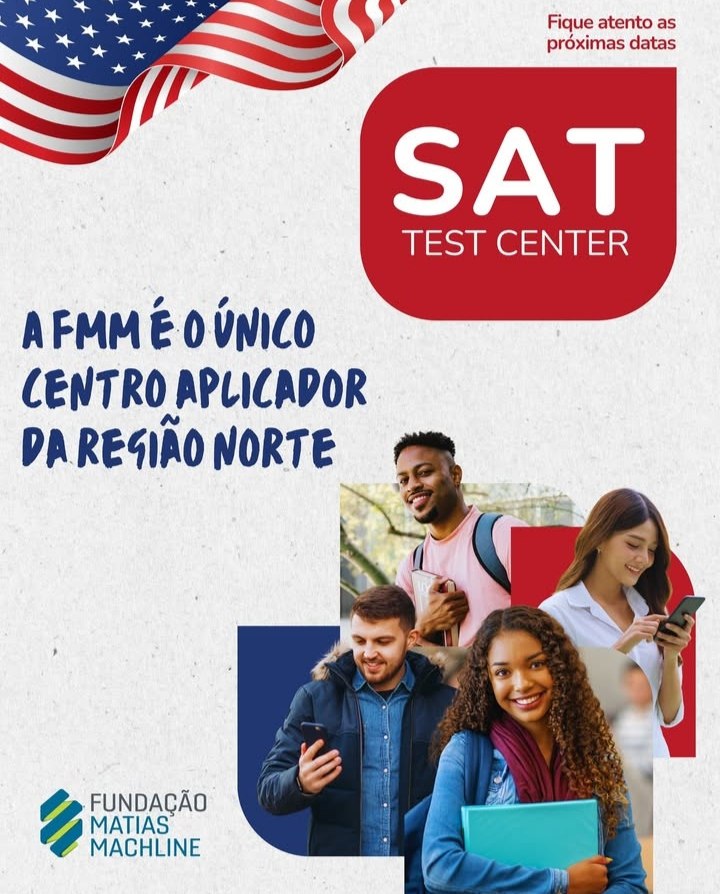 Fique atento as
próximas datas
SAT
TEST CENTER
A FMM É O ÚNICO
CENTRO APLICADOR
DA REGIÃO NORTE
FUNDAÇÃO
MATIAS
MACHLINE